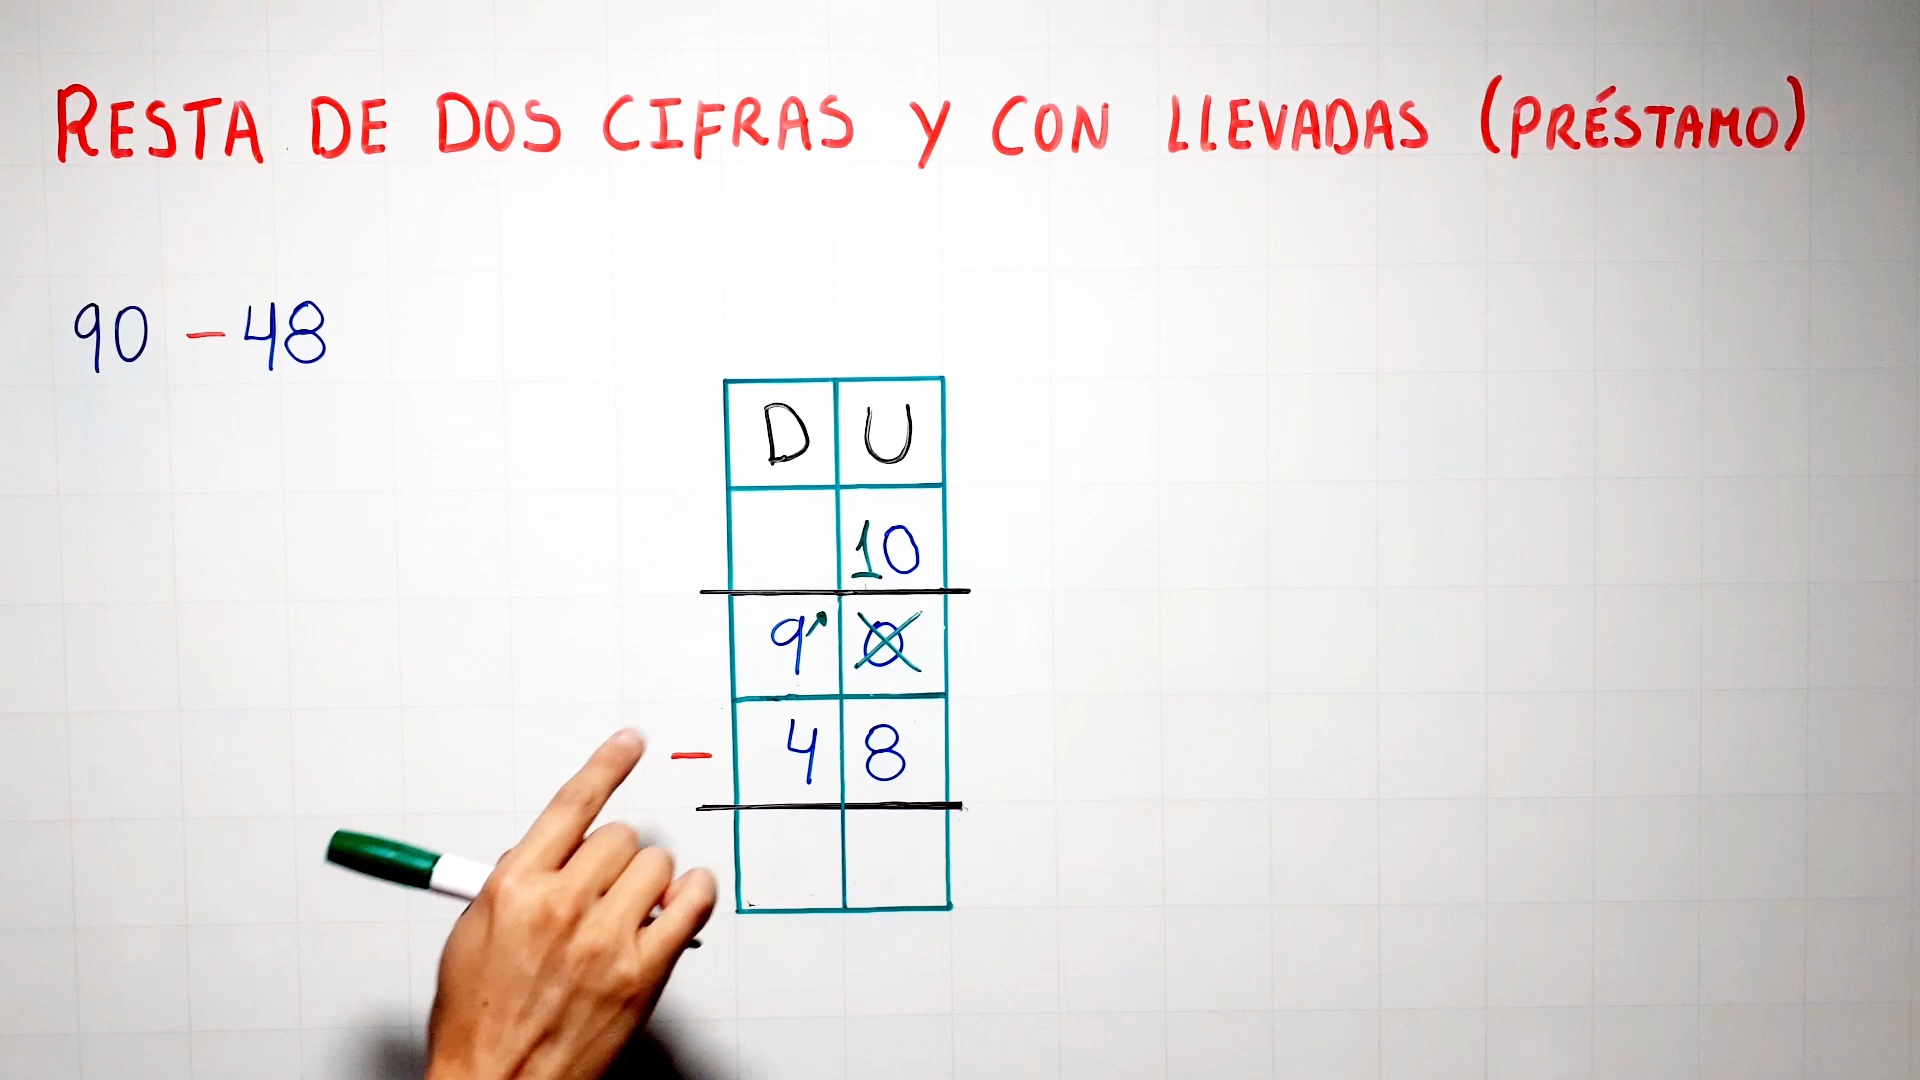 RESTA DE DOS CIFRAS Y CON LLEVADAS (PRÉSTAMO)
90 - 48
D U
10
9 0
- 4 8